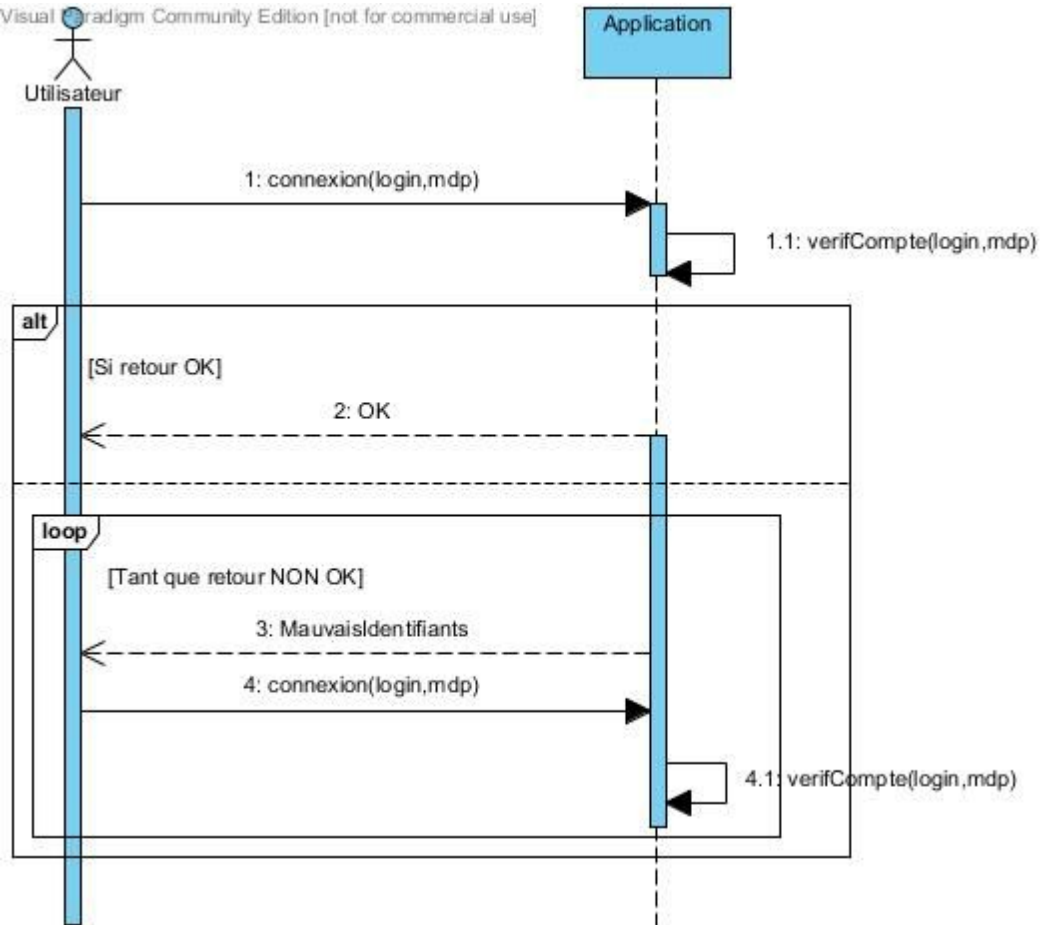 Visual Paradigm Community Edition [not for commercial use]
Application
Utilisateur
1: connexion(login,mdp)
1.1: verifCompte(login,mdp)
alt
[Si retour OK]
2: OK
loop
[Tant que retour NON OK]
3: MauvaisIdentifiants
4: connexion(login,mdp)
4.1: verifCompte(login,mdp)